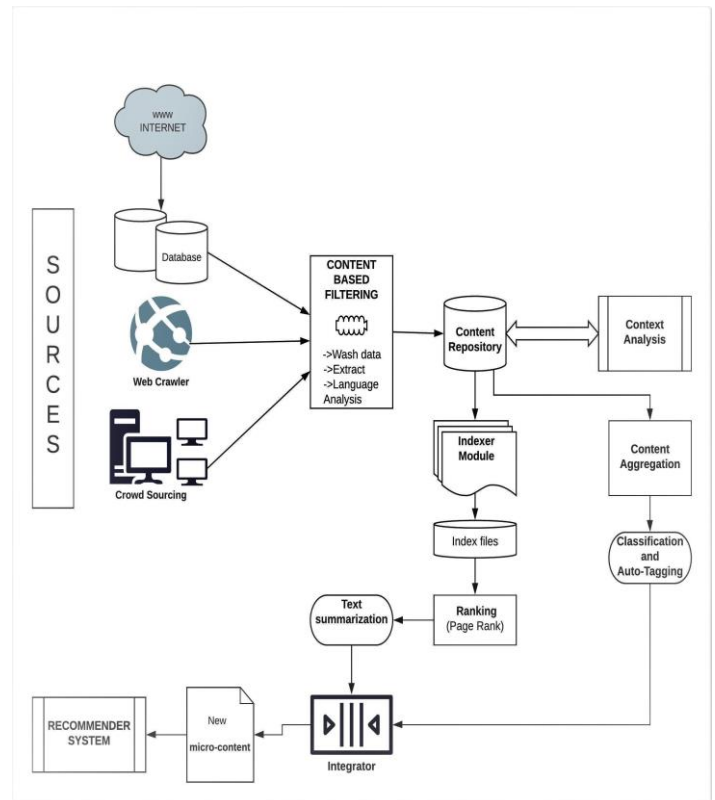 www
INTERNET
S
O
U
R
C
E
S
Database
Web Crawler
Crowd Sourcing
CONTENT
BASED
FILTERING
->Wash data
->Extract
->Language
Analysis
Content
Repository
Context
Analysis
Indexer
Module
Content
Aggregation
Index files
Classification
and
Auto-Tagging
Ranking
(Page Rank)
Text
summarization
Integrator
New
micro-content
RECOMMENDER
SYSTEM